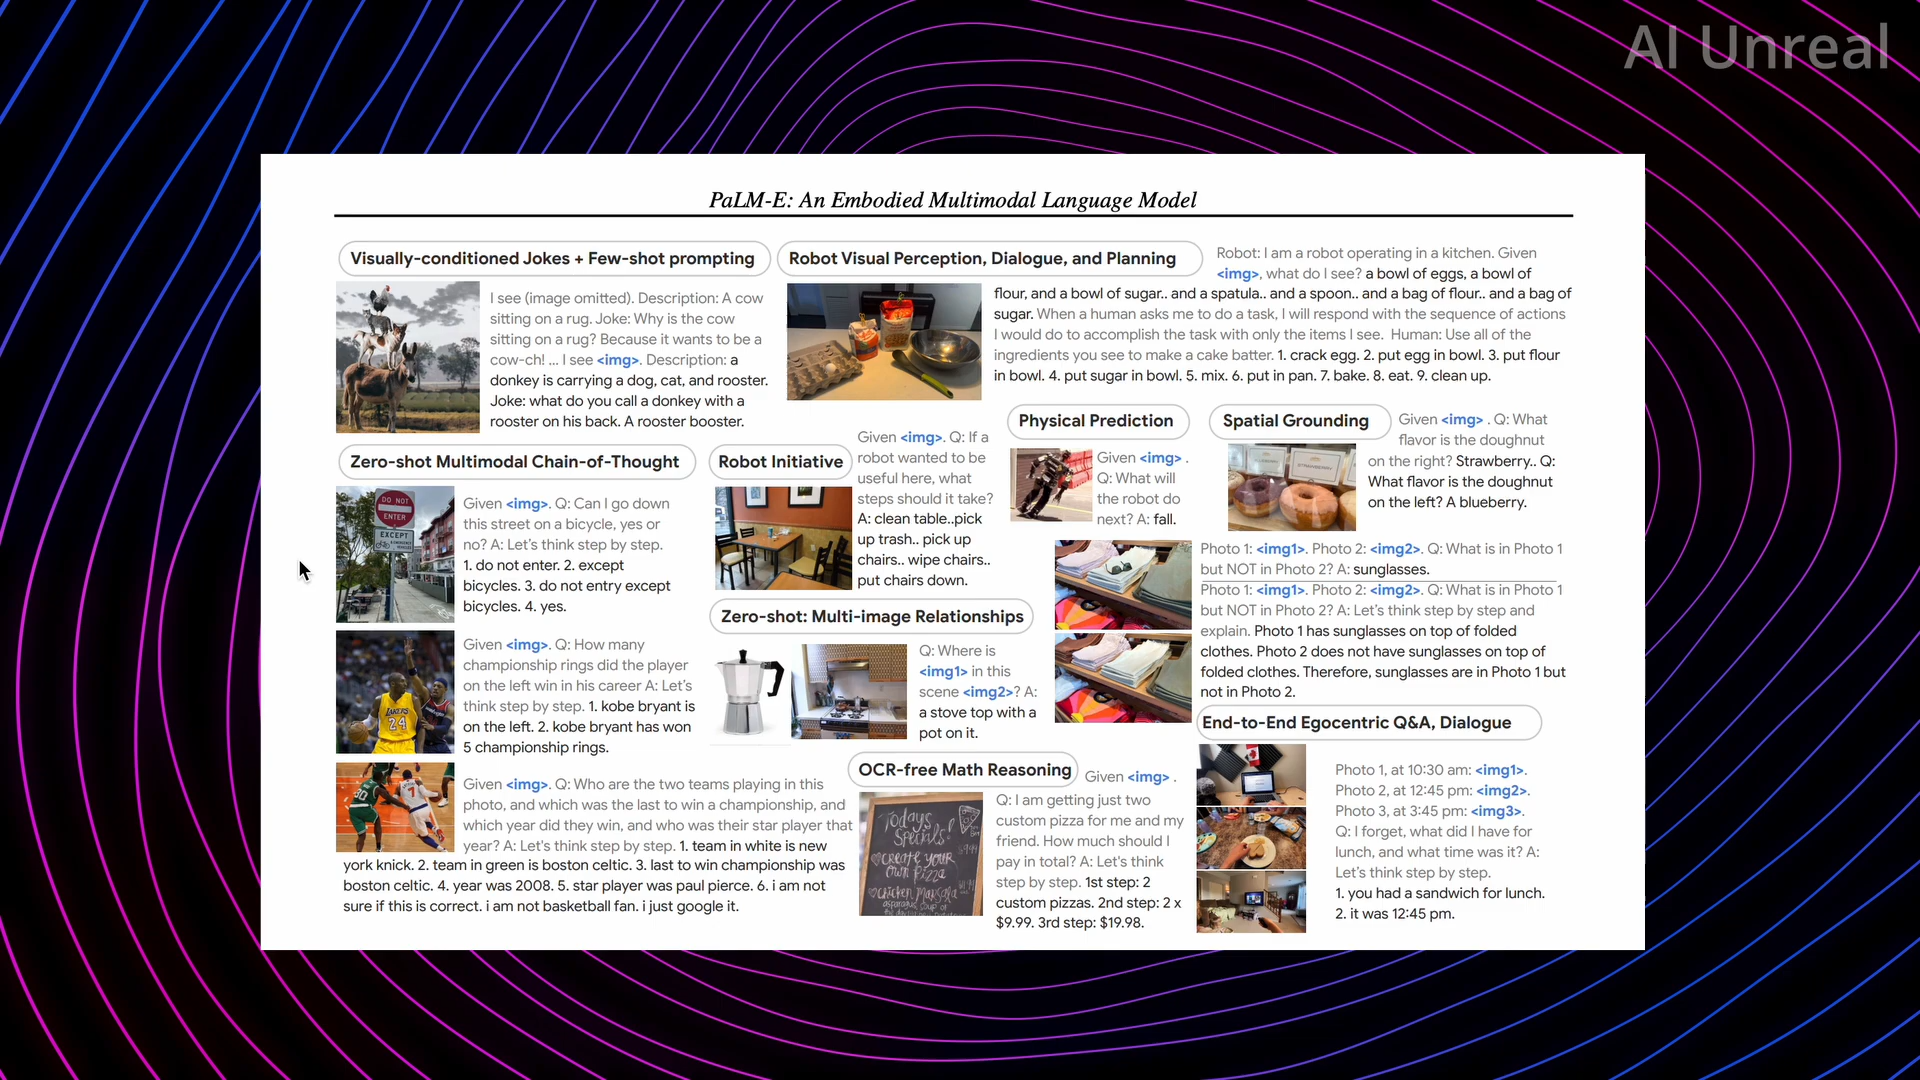 AI Unreal
PaLM-E: An Embodied Multimodal Language Model
Visually-conditioned Jokes + Few-shot prompting
I see (image omitted). Description: A cow
sitting on a rug. Joke: Why is the cow
sitting on a rug? Because it wants to be a
cow-ch! ... I see <img>. Description: a
donkey is carrying a dog, cat, and rooster.
Joke: what do you call a donkey with a
rooster on his back. A rooster booster.
Robot Visual Perception, Dialogue, and Planning
Robot: I am a robot operating in a kitchen. Given
<img>, what do I see? a bowl of eggs, a bowl of
flour, and a bowl of sugar.. and a spatula.. and a spoon.. and a bag of flour.. and a bag of
sugar. When a human asks me to do a task, I will respond with the sequence of actions
I would do to accomplish the task with only the items I see. Human: Use all of the
ingredients you see to make a cake batter. 1. crack egg. 2. put egg in bowl. 3. put flour
in bowl. 4. put sugar in bowl. 5. mix. 6. put in pan. 7. bake. 8. eat. 9. clean up.
Zero-shot Multimodal Chain-of-Thought
DO NOT
ENTER
EXCEPT
Given <img>. Q: Can I go down
this street on a bicycle, yes or
no? A: Let's think step by step.
1. do not enter. 2. except
bicycles. 3. do not entry except
bicycles. 4. yes.
LAKERS
24
Given <img>. Q: How many
championship rings did the player
on the left win in his career A: Let's
think step by step. 1. kobe bryant is
on the left. 2. kobe bryant has won
5 championship rings.
30
7
Given <img>. Q: Who are the two teams playing in this
photo, and which was the last to win a championship, and
which year did they win, and who was their star player that
year? A: Let's think step by step. 1. team in white is new
york knick. 2. team in green is boston celtic. 3. last to win championship was
boston celtic. 4. year was 2008. 5. star player was paul pierce. 6. i am not
sure if this is correct. i am not basketball fan. i just google it.
Robot Initiative
Given <img>. Q: If a
robot wanted to be
useful here, what
steps should it take?
A: clean table..pick
up trash.. pick up
chairs.. wipe chairs..
put chairs down.
Physical Prediction
Given <img> .
Q: What will
the robot do
next? A: fall.
Spatial Grounding
Given <img> . Q: What
flavor is the doughnut
on the right? Strawberry.. Q:
What flavor is the doughnut
on the left? A blueberry.
Photo 1: <img1>. Photo 2: <img2>. Q: What is in Photo 1
but NOT in Photo 2? A: sunglasses.
Photo 1: <img1>. Photo 2: <img2>. Q: What is in Photo 1
but NOT in Photo 2? A: Let's think step by step and
explain. Photo 1 has sunglasses on top of folded
clothes. Photo 2 does not have sunglasses on top of
folded clothes. Therefore, sunglasses are in Photo 1 but
not in Photo 2.
Zero-shot: Multi-image Relationships
Q: Where is
<img1> in this
scene <img2>? A:
a stove top with a
pot on it.
OCR-free Math Reasoning
Given <img> .
Todays
Specials
CREATE YOUR
OWN PIZZA
CHICKEN MARSALA
Q: I am getting just two
custom pizza for me and my
friend. How much should I
pay in total? A: Let's think
step by step. 1st step: 2
custom pizzas. 2nd step: 2 x
$9.99. 3rd step: $19.98.
End-to-End Egocentric Q&A, Dialogue
Photo 1, at 10:30 am: <img1>.
Photo 2, at 12:45 pm: <img2>.
Photo 3, at 3:45 pm: <img3>.
Q: I forget, what did I have for
lunch, and what time was it? A:
Let's think step by step.
1. you had a sandwich for lunch.
2. it was 12:45 pm.